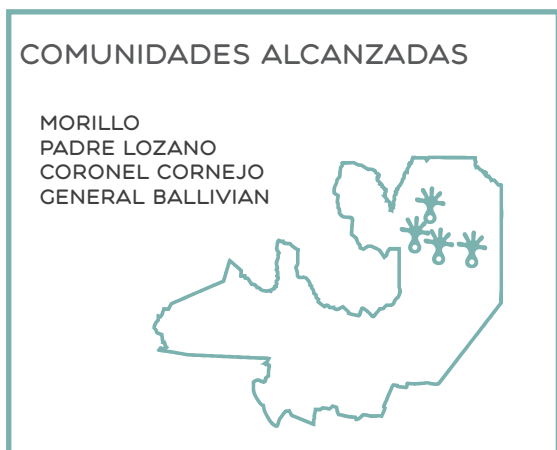 COMUNIDADES ALCANZADAS
MORILLO
PADRE LOZANO
CORONEL CORNEJO
GENERAL BALLIVIAN